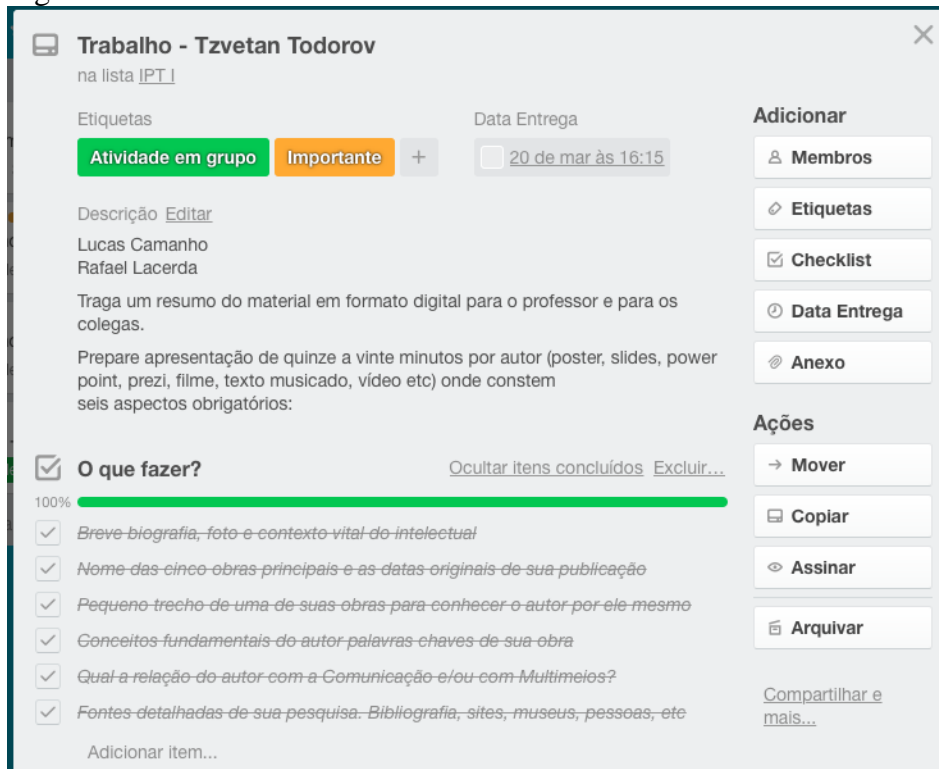 Trabalho - Tzvetan Todorov
na lista IPT I
Etiquetas
Atividade em grupo Importante +
Data Entrega
20 de mar às 16:15
Descrição Editar
Lucas Camanho
Rafael Lacerda
Traga um resumo do material em formato digital para o professor e para os
colegas.
Prepare apresentação de quinze a vinte minutos por autor (poster, slides, power
point, prezi, filme, texto musicado, vídeo etc) onde constem
seis aspectos obrigatórios:
O que fazer? Ocultar itens concluídos Excluir...
100%
Breve biografia, foto e contexto vital do intelectual
Nome das cinco obras principais e as datas originais de sua publicação
Pequeno trecho de uma de suas obras para conhecer o autor por ele mesmo
Conceitos fundamentais do autor palavras chaves de sua obra
Qual a relação do autor com a Comunicação e/ou com Multimeios?
Fontes detalhadas de sua pesquisa. Bibliografia, sites, museus, pessoas, etc
Adicionar item...
Adicionar
Membros
Etiquetas
Checklist
Data Entrega
Anexo
Ações
Mover
Copiar
Assinar
Arquivar
Compartilhar e
mais...